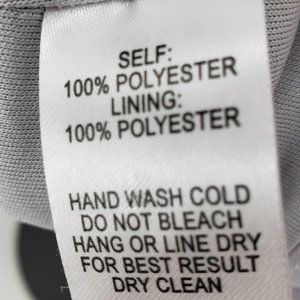 SELF:
100% POLYESTER
LINING:
100% POLYESTER
HAND WASH COLD
DO NOT BLEACH
HANG OR LINE DRY
FOR BEST RESULT
DRY CLEAN